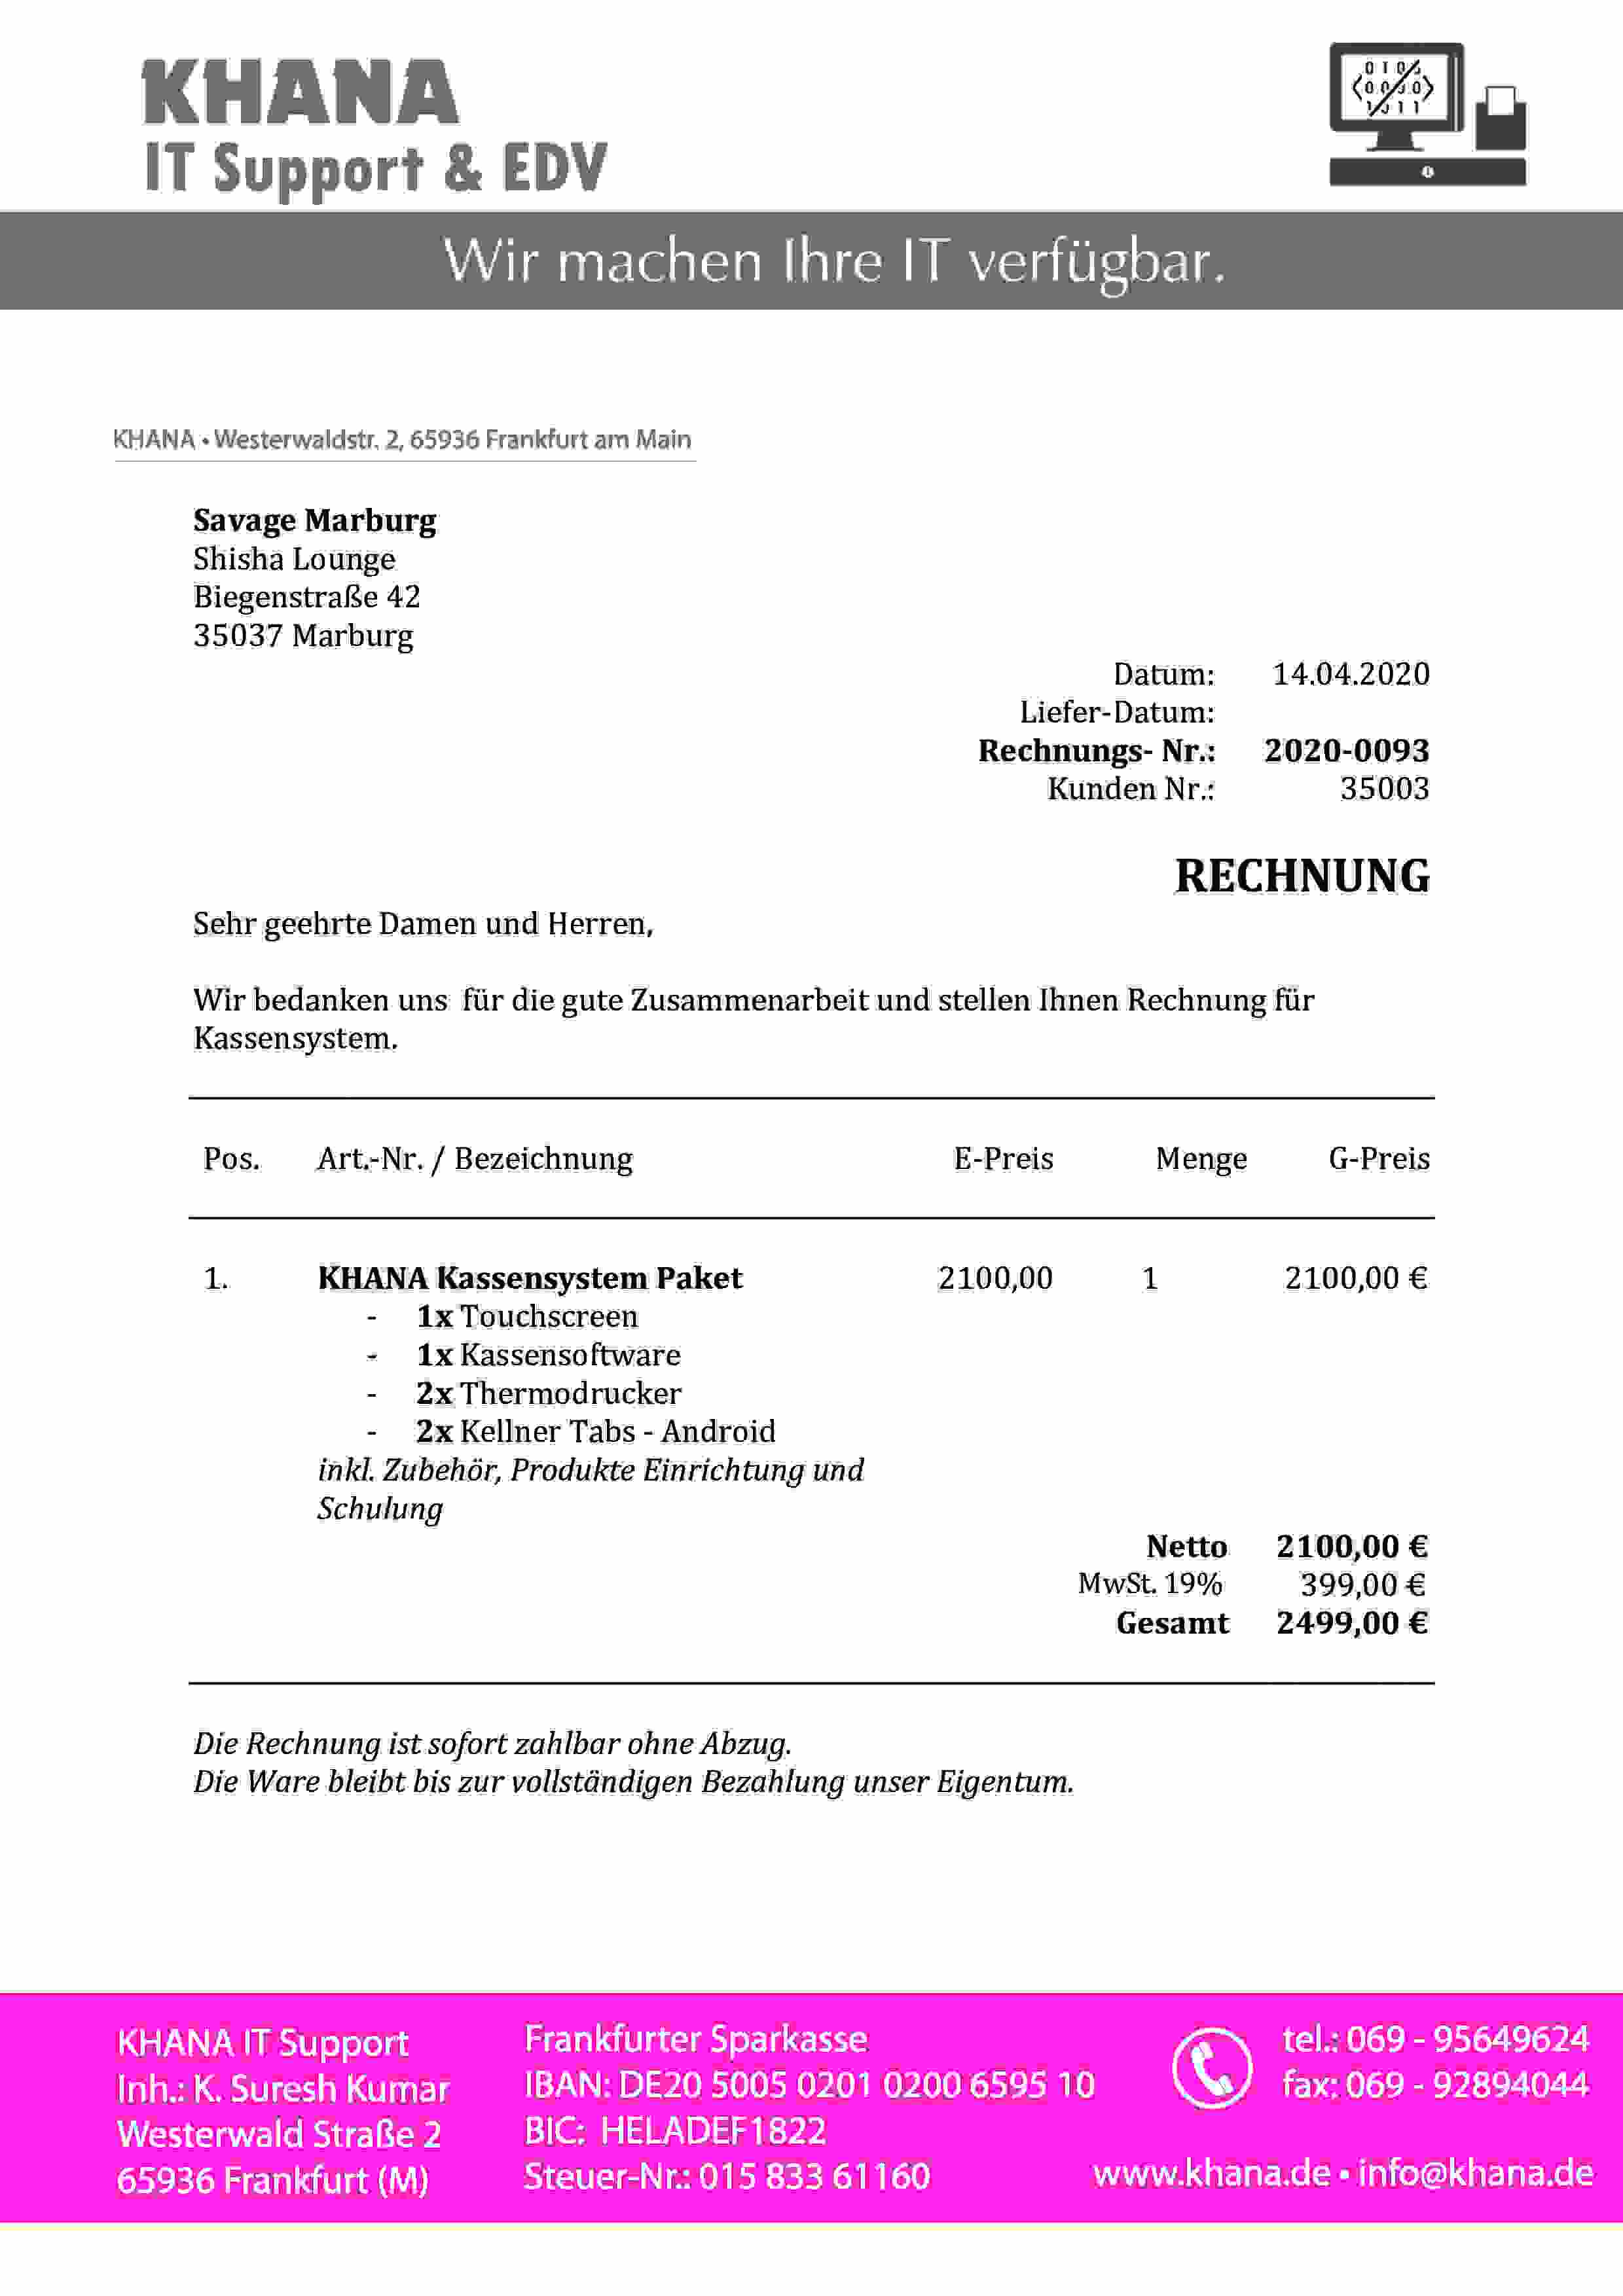 KHANA
IT Support & EDV
Wir machen Ihre IT verfügbar.
KHANA • Westerwaldstr. 2, 65936 Frankfurt am Main
Savage Marburg
Shisha Lounge
Biegenstraße 42
35037 Marburg
Datum: 14.04.2020
Liefer-Datum:
Rechnungs- Nr.: 2020-0093
Kunden Nr.: 35003
RECHNUNG
Sehr geehrte Damen und Herren,
Wir bedanken uns für die gute Zusammenarbeit und stellen Ihnen Rechnung für
Kassensystem.
Pos. Art.-Nr. / Bezeichnung E-Preis Menge G-Preis
1. KHANA Kassensystem Paket 2100,00 1 2100,00 €
- 1x Touchscreen
- 1x Kassensoftware
- 2x Thermodrucker
- 2x Kellner Tabs - Android
inkl. Zubehör, Produkte Einrichtung und
Schulung
Netto 2100,00 €
MwSt. 19% 399,00 €
Gesamt 2499,00 €
Die Rechnung ist sofort zahlbar ohne Abzug.
Die Ware bleibt bis zur vollständigen Bezahlung unser Eigentum.
KHANA IT Support
Inh.: K. Suresh Kumar
Westerwald Straße 2
65936 Frankfurt (M)
Frankfurter Sparkasse
IBAN: DE20 5005 0201 0200 6595 10
BIC: HELADEF1822
Steuer-Nr.: 015 833 61160
tel.: 069 - 95649624
fax: 069 - 92894044
www.khana.de • info@khana.de